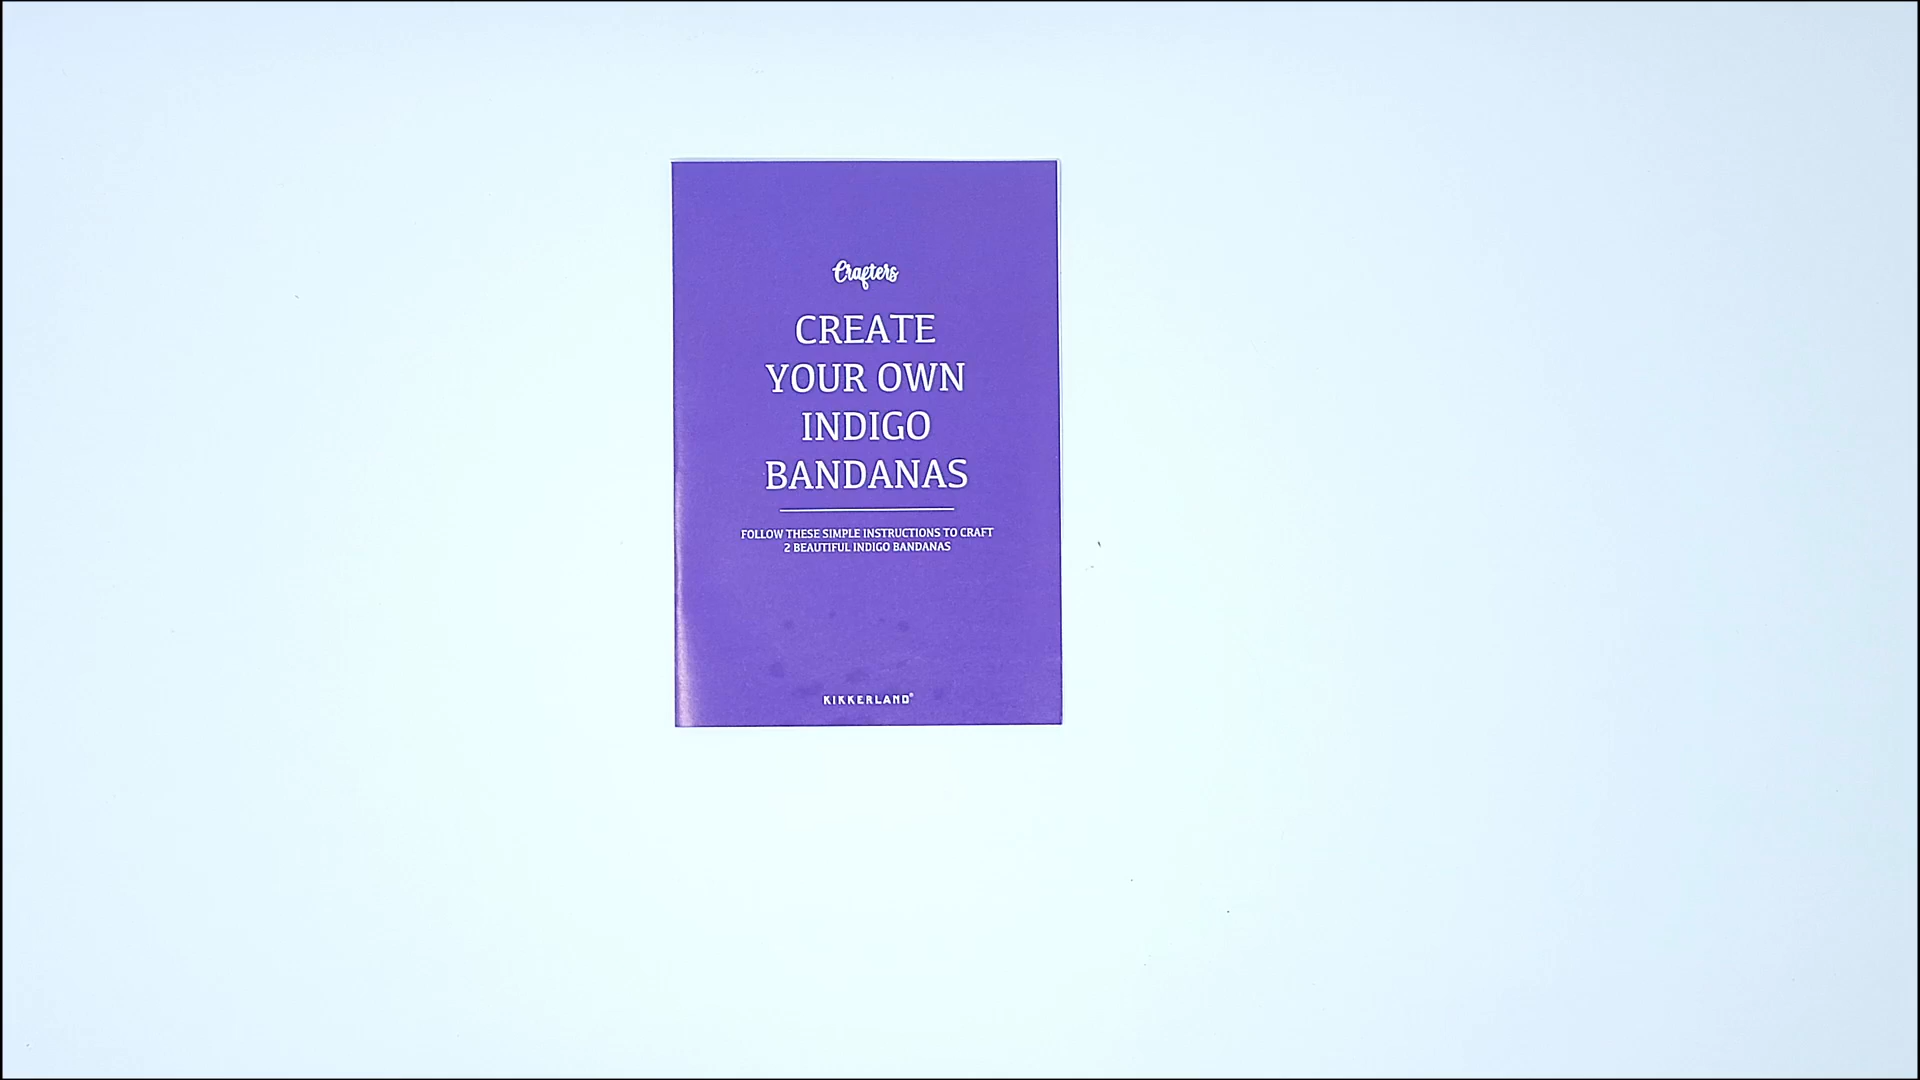 Crafters
CREATE
YOUR OWN
INDIGO
BANDANAS
FOLLOW THESE SIMPLE INSTRUCTIONS TO CRAFT
2 BEAUTIFUL INDIGO BANDANAS
KIKKERLAND®